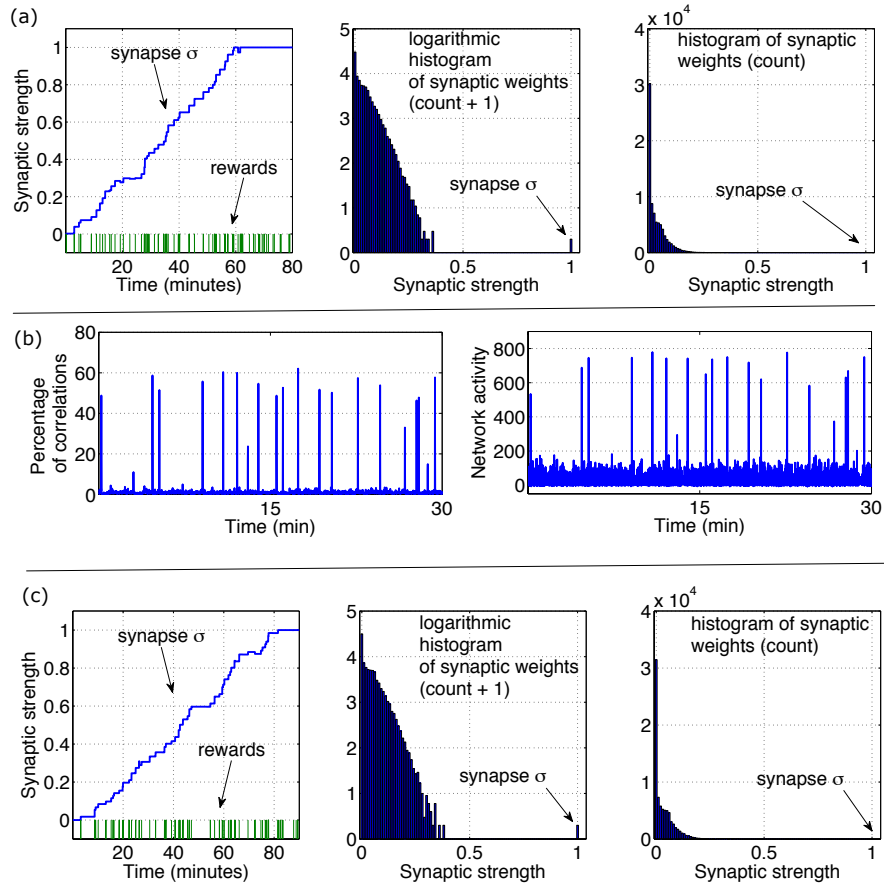 (a)
1
0.8
0.6
0.4
0.2
0
Synaptic strength
synapse σ
rewards
20
40
60
80
Time (minutes)
5
4
3
2
1
0
logarithmic
histogram
of synaptic weights
(count + 1)
synapse σ
0
0.5
1
Synaptic strength
x 10^4
4
3
2
1
0
histogram of synaptic
weights (count)
synapse σ
0
0.5
1
Synaptic strength
(b)
80
60
40
20
0
Percentage
of correlations
15
30
Time (min)
800
600
400
200
0
Network activity
15
30
Time (min)
(c)
1
0.8
0.6
0.4
0.2
0
Synaptic strength
synapse σ
rewards
20
40
60
80
Time (minutes)
5
4
3
2
1
0
logarithmic
histogram
of synaptic weights
(count + 1)
synapse σ
0
0.5
1
Synaptic strength
x 10^4
4
3
2
1
0
histogram of synaptic
weights (count)
synapse σ
0
0.5
1
Synaptic strength